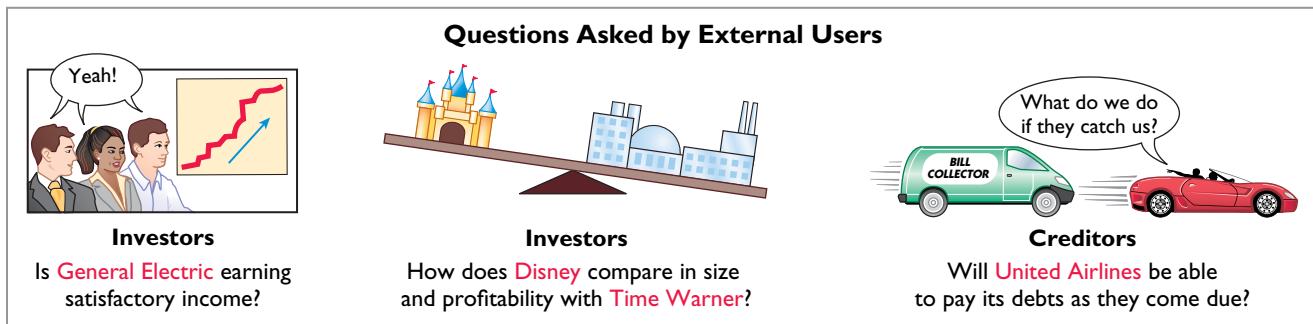 Questions Asked by External Users
Yeah!
What do we do
if they catch us?
BILL
COLLECTOR
Investors
Is General Electric earning
satisfactory income?
Investors
How does Disney compare in size
and profitability with Time Warner?
Creditors
Will United Airlines be able
to pay its debts as they come due?